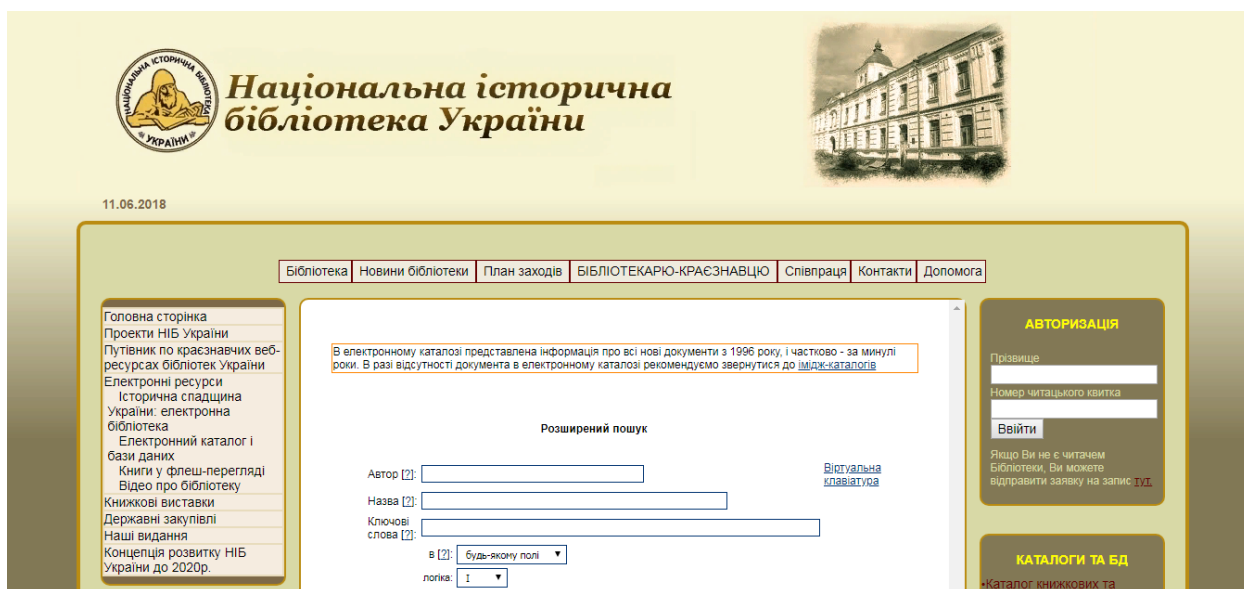 НАЦІОНАЛЬНА ІСТОРИЧНА БІБЛІОТЕКА
УКРАЇНИ
Національна історична
бібліотека України
11.06.2018
Бібліотека Новини бібліотеки План заходів БІБЛІОТЕКАРЮ-КРАЄЗНАВЦЮ Співпраця Контакти Допомога
Головна сторінка
Проекти НІБ України
Путівник по краєзнавчих веб-
ресурсах бібліотек України
Електронні ресурси
Історична спадщина
України: електронна
бібліотека
Електронний каталог і
бази даних
Книги у флеш-перегляді
Відео про бібліотеку
Книжкові виставки
Державні закупівлі
Наші видання
Концепція розвитку НІБ
України до 2020р.
В електронному каталозі представлена інформація про всі нові документи з 1996 року, і частково - за минулі
роки. В разі відсутності документа в електронному каталозі рекомендуємо звернутися до імідж-каталогів
Розширений пошук
Автор [?]:
Віртуальна
клавіатура
Назва [?]:
Ключові
слова [?]:
в [?]: будь-якому полі
логіка: І
АВТОРИЗАЦІЯ
Прізвище
Номер читацького квитка
Ввійти
Якщо Ви не є читачем
Бібліотеки, Ви можете
відправити заявку на запис тут.
КАТАЛОГИ ТА БД
•Каталог книжкових та